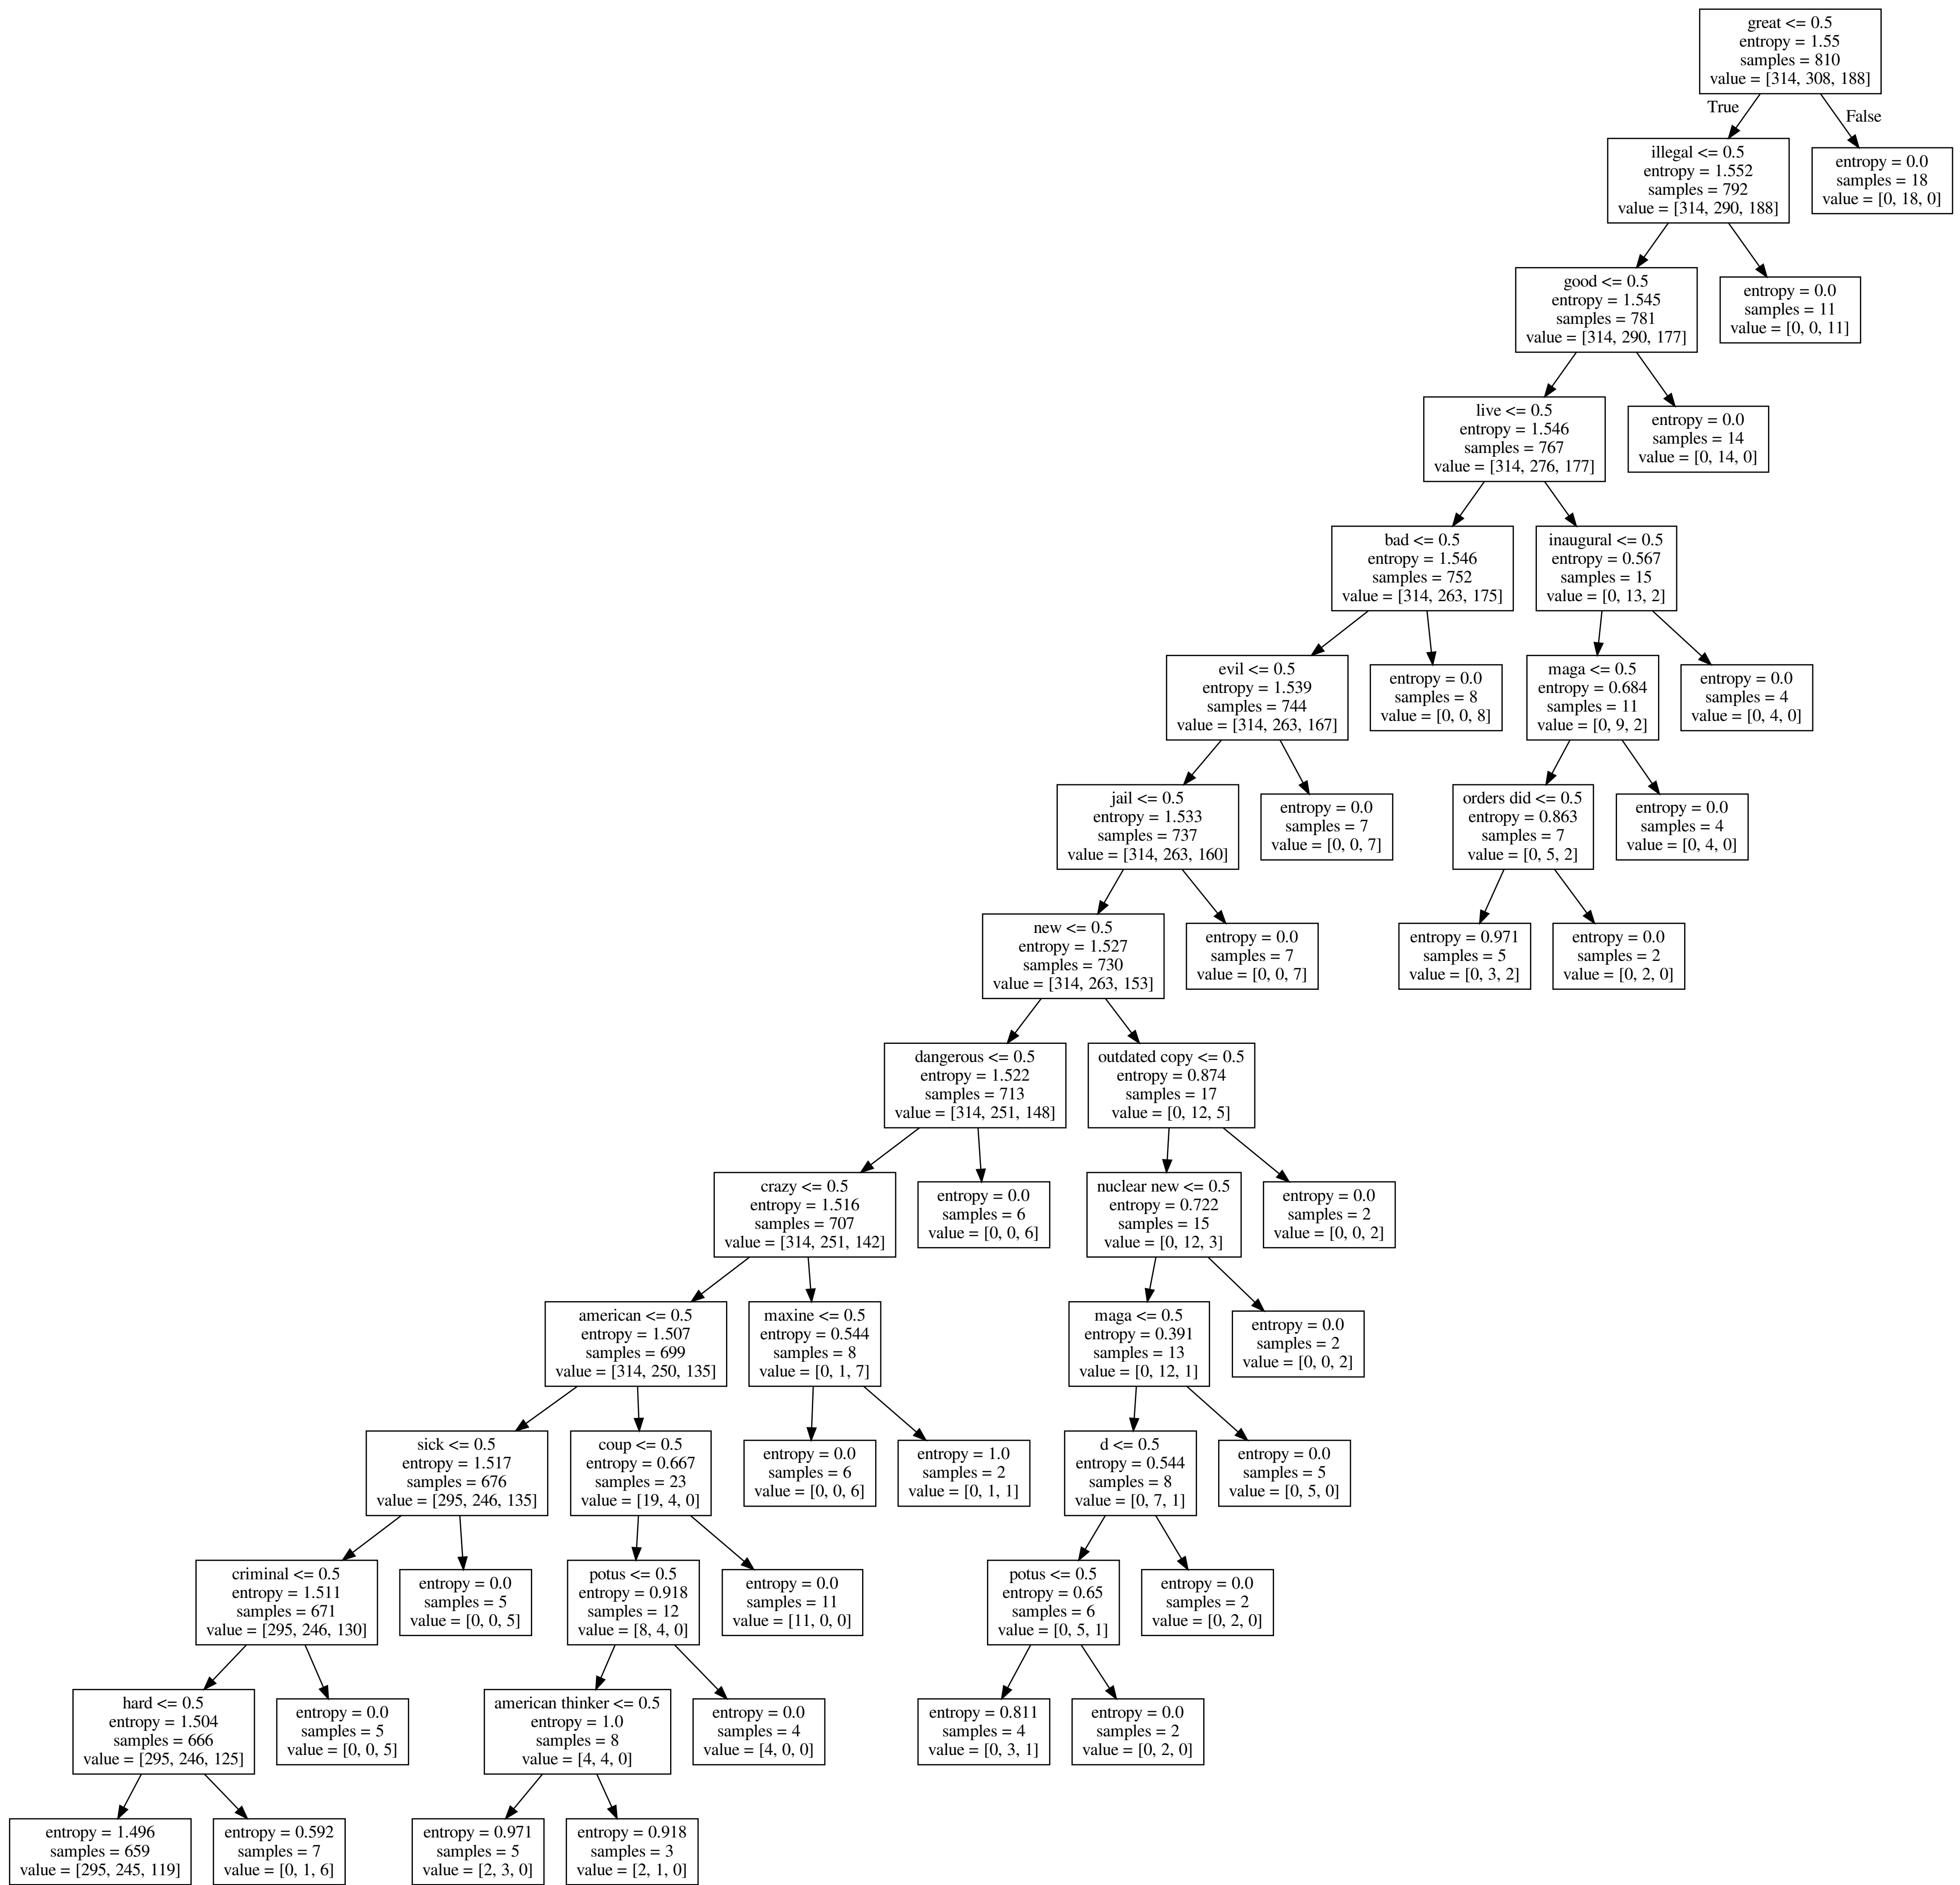 great <= 0.5
entropy = 1.55
samples = 810
value = [314, 308, 188]
True
False
illegal <= 0.5
entropy = 1.552
samples = 792
value = [314, 290, 188]
entropy = 0.0
samples = 18
value = [0, 18, 0]
good <= 0.5
entropy = 1.545
samples = 781
value = [314, 290, 177]
entropy = 0.0
samples = 11
value = [0, 0, 11]
live <= 0.5
entropy = 1.546
samples = 767
value = [314, 276, 177]
entropy = 0.0
samples = 14
value = [0, 14, 0]
bad <= 0.5
entropy = 1.546
samples = 752
value = [314, 263, 175]
inaugural <= 0.5
entropy = 0.567
samples = 15
value = [0, 13, 2]
evil <= 0.5
entropy = 1.539
samples = 744
value = [314, 263, 167]
entropy = 0.0
samples = 8
value = [0, 0, 8]
maga <= 0.5
entropy = 0.684
samples = 11
value = [0, 9, 2]
entropy = 0.0
samples = 4
value = [0, 4, 0]
jail <= 0.5
entropy = 1.533
samples = 737
value = [314, 263, 160]
entropy = 0.0
samples = 7
value = [0, 0, 7]
orders did <= 0.5
entropy = 0.863
samples = 7
value = [0, 5, 2]
entropy = 0.0
samples = 4
value = [0, 4, 0]
new <= 0.5
entropy = 1.527
samples = 730
value = [314, 263, 153]
entropy = 0.0
samples = 7
value = [0, 0, 7]
entropy = 0.971
samples = 5
value = [0, 3, 2]
entropy = 0.0
samples = 2
value = [0, 2, 0]
dangerous <= 0.5
entropy = 1.522
samples = 713
value = [314, 251, 148]
outdated copy <= 0.5
entropy = 0.874
samples = 17
value = [0, 12, 5]
crazy <= 0.5
entropy = 1.516
samples = 707
value = [314, 251, 142]
entropy = 0.0
samples = 6
value = [0, 0, 6]
nuclear new <= 0.5
entropy = 0.722
samples = 15
value = [0, 12, 3]
entropy = 0.0
samples = 2
value = [0, 0, 2]
american <= 0.5
entropy = 1.507
samples = 699
value = [314, 250, 135]
maxine <= 0.5
entropy = 0.544
samples = 8
value = [0, 1, 7]
maga <= 0.5
entropy = 0.391
samples = 13
value = [0, 12, 1]
entropy = 0.0
samples = 2
value = [0, 0, 2]
sick <= 0.5
entropy = 1.517
samples = 676
value = [295, 246, 135]
coup <= 0.5
entropy = 0.667
samples = 23
value = [19, 4, 0]
entropy = 0.0
samples = 6
value = [0, 0, 6]
entropy = 1.0
samples = 2
value = [0, 1, 1]
d <= 0.5
entropy = 0.544
samples = 8
value = [0, 7, 1]
entropy = 0.0
samples = 5
value = [0, 5, 0]
criminal <= 0.5
entropy = 1.511
samples = 671
value = [295, 246, 130]
entropy = 0.0
samples = 5
value = [0, 0, 5]
potus <= 0.5
entropy = 0.918
samples = 12
value = [8, 4, 0]
entropy = 0.0
samples = 11
value = [11, 0, 0]
potus <= 0.5
entropy = 0.65
samples = 6
value = [0, 5, 1]
entropy = 0.0
samples = 2
value = [0, 2, 0]
hard <= 0.5
entropy = 1.504
samples = 666
value = [295, 246, 125]
entropy = 0.0
samples = 5
value = [0, 0, 5]
american thinker <= 0.5
entropy = 1.0
samples = 8
value = [4, 4, 0]
entropy = 0.0
samples = 4
value = [4, 0, 0]
entropy = 0.811
samples = 4
value = [0, 3, 1]
entropy = 0.0
samples = 2
value = [0, 2, 0]
entropy = 1.496
samples = 659
value = [295, 245, 119]
entropy = 0.592
samples = 7
value = [0, 1, 6]
entropy = 0.971
samples = 5
value = [2, 3, 0]
entropy = 0.918
samples = 3
value = [2, 1, 0]